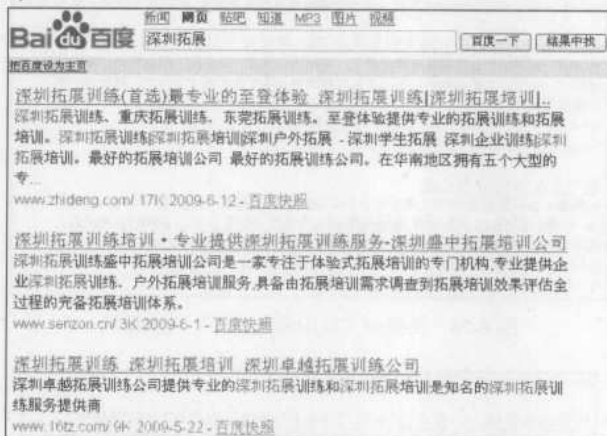 新闻 网页 贴吧 知道 MP3 图片 视频
Bai du 百度 深圳拓展 百度一下 结果中找
把百度设为主页
深圳拓展训练(首选)最专业的至登体验 深圳拓展训练|深圳拓展培训|..
深圳拓展训练、重庆拓展训练、东莞拓展训练。至登体验提供专业的拓展训练和拓展
培训。深圳拓展训练|深圳拓展培训|深圳户外拓展 - 深圳学生拓展 深圳企业训练|深圳
拓展培训。最好的拓展培训公司 最好的拓展训练公司。在华南地区拥有五个大型的
专...
www.zhideng.com/ 17K 2009-6-12 - 百度快照
深圳拓展训练培训·专业提供深圳拓展训练服务-深圳盛中拓展培训公司
深圳拓展训练盛中拓展培训公司是一家专注于体验式拓展培训的专门机构,专业提供企
业深圳拓展训练、户外拓展培训服务,具备由拓展培训需求调查到拓展培训效果评估全
过程的完备拓展培训体系。
www.senzon.cn/ 3K 2009-6-1 - 百度快照
深圳拓展训练 深圳拓展培训 深圳卓越拓展训练公司
深圳卓越拓展训练公司提供专业的深圳拓展训练和深圳拓展培训是知名的深圳拓展训
练服务提供商
www.16tz.com/ 9K 2009-5-22 - 百度快照